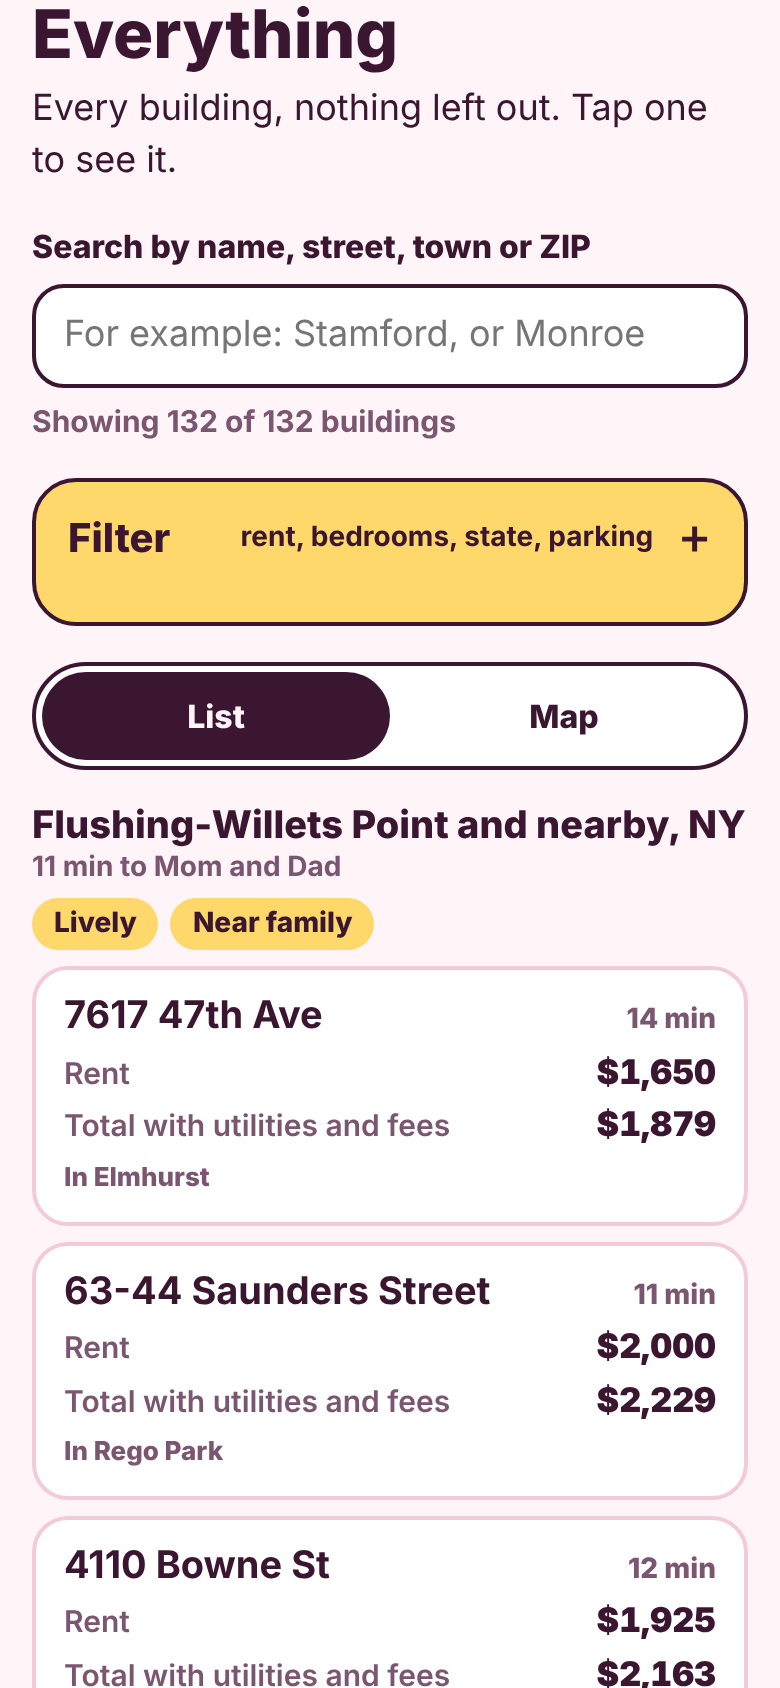 Everything
Every building, nothing left out. Tap one
to see it.
Search by name, street, town or ZIP
For example: Stamford, or Monroe
Showing 132 of 132 buildings
Filter rent, bedrooms, state, parking +
List Map
Flushing-Willets Point and nearby, NY
11 min to Mom and Dad
Lively Near family
7617 47th Ave 14 min
Rent $1,650
Total with utilities and fees $1,879
In Elmhurst
63-44 Saunders Street 11 min
Rent $2,000
Total with utilities and fees $2,229
In Rego Park
4110 Bowne St 12 min
Rent $1,925
Total with utilities and fees $2,163